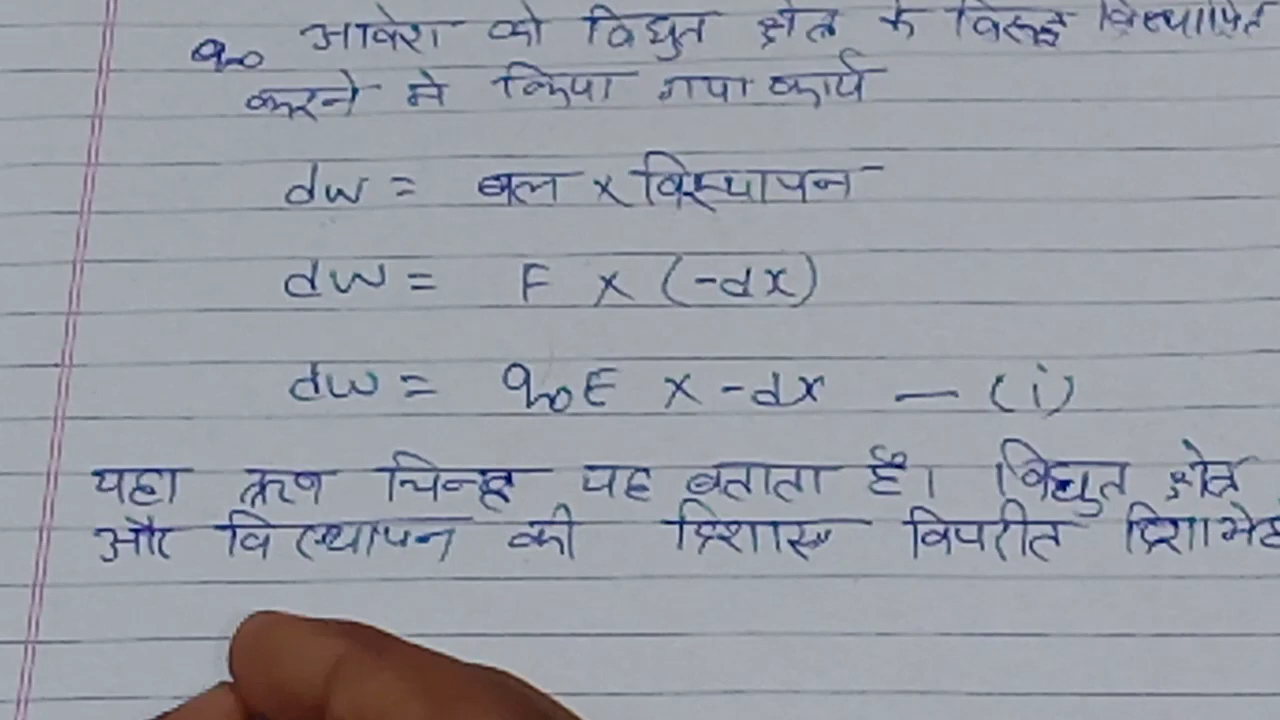 q₀ आवेश को विद्युत क्षेत्र के विरुद्ध विस्थापित
करने मे किया गया कार्य
dw = बल x विस्थापन
dw = F x (-dx)
dw = q₀E x -dx — (i)
यहा ऋण चिन्ह यह बताता है। विद्युत क्षेत्र
और विस्थापन की दिशाए विपरीत दिशा मे है